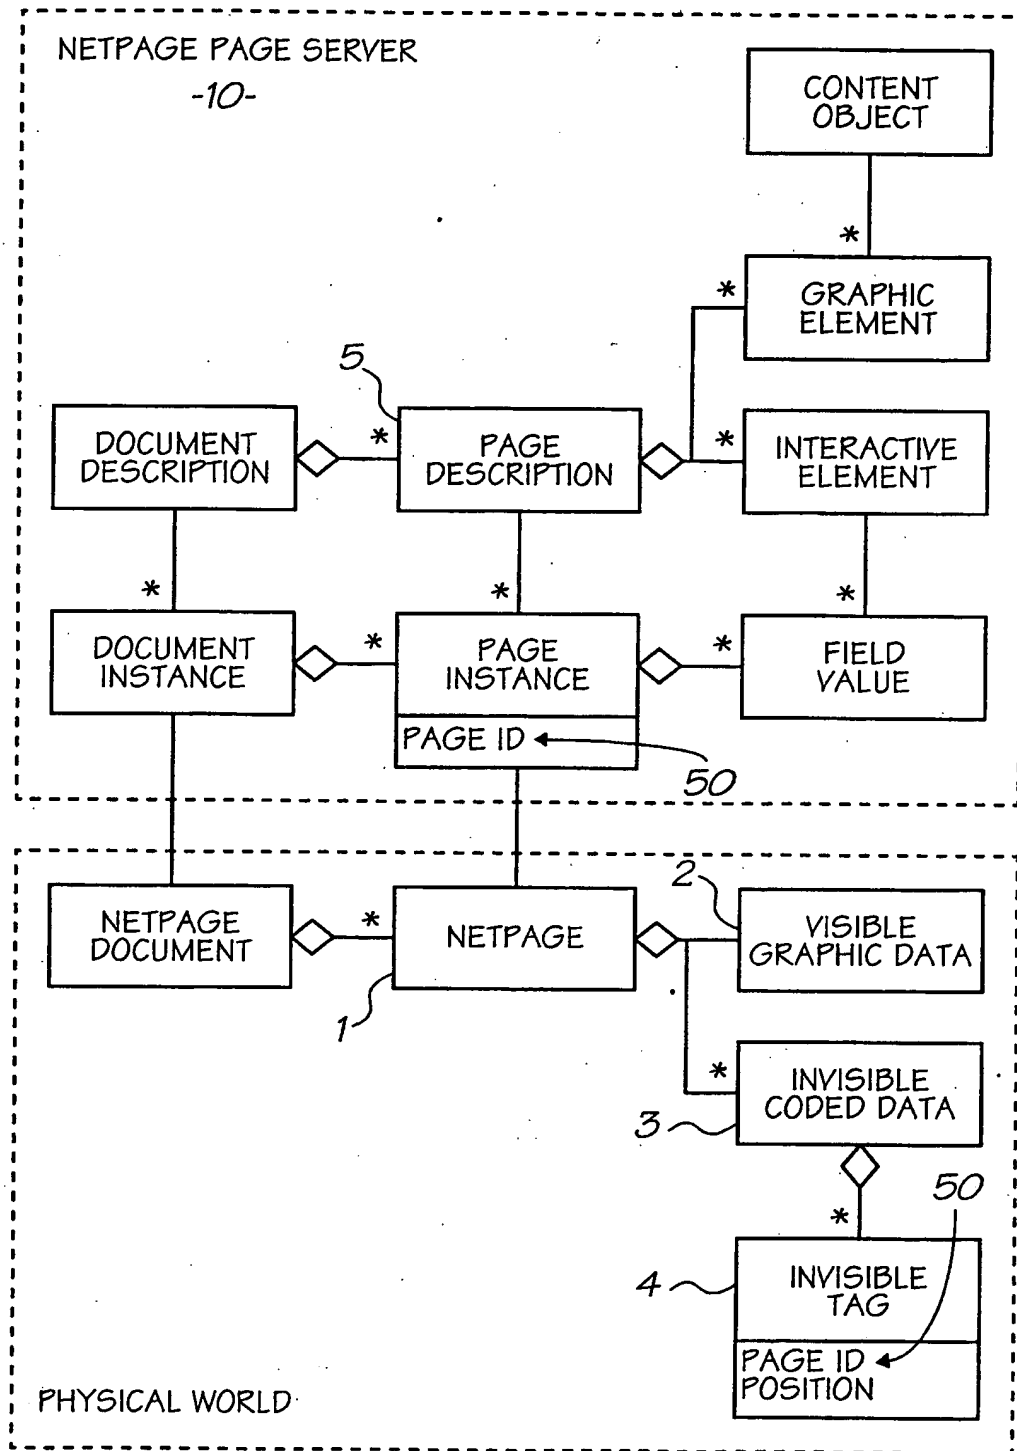 NETPAGE PAGE SERVER
-10-
CONTENT
OBJECT
*
*
GRAPHIC
ELEMENT
5
DOCUMENT
DESCRIPTION
*
PAGE
DESCRIPTION
*
INTERACTIVE
ELEMENT
*
*
*
DOCUMENT
INSTANCE
*
PAGE
INSTANCE
*
FIELD
VALUE
PAGE ID
50
NETPAGE
DOCUMENT
*
NETPAGE
2
VISIBLE
GRAPHIC DATA
1
*
INVISIBLE
CODED DATA
3
50
*
4
INVISIBLE
TAG
PAGE ID
POSITION
PHYSICAL WORLD